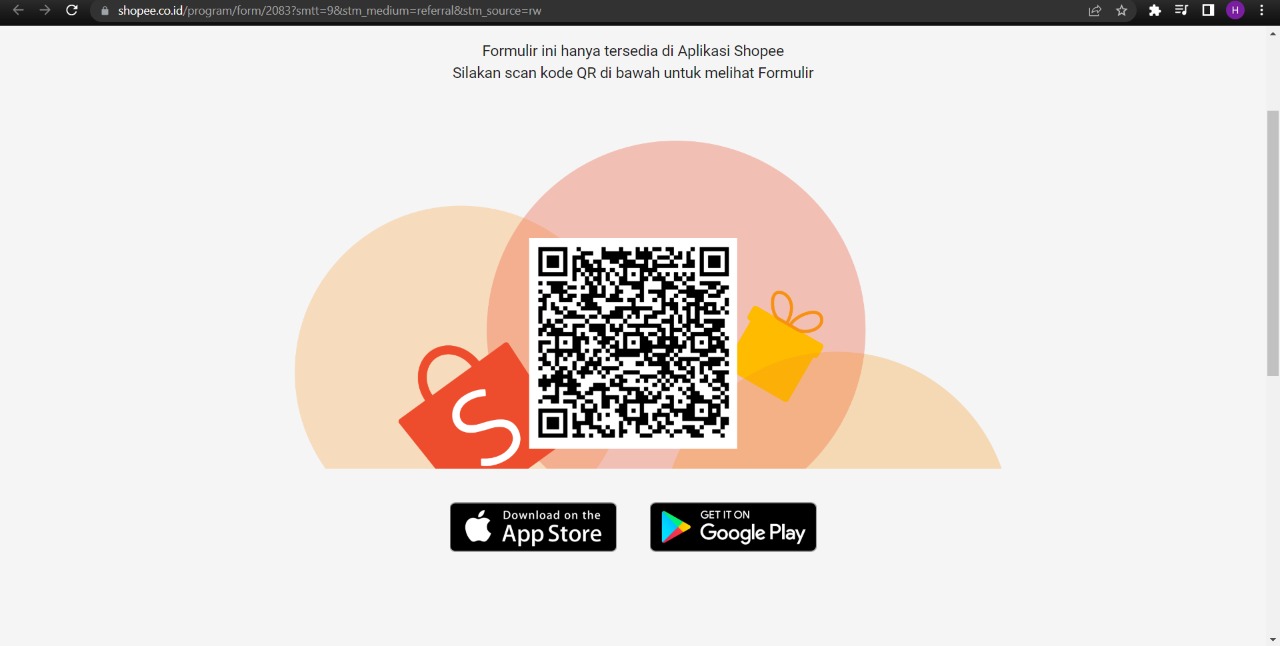 shopee.co.id/program/form/2083?smtt=9&stm_medium=referral&stm_source=rw
H
Formulir ini hanya tersedia di Aplikasi Shopee
Silakan scan kode QR di bawah untuk melihat Formulir
S
Download on the
App Store
GET IT ON
Google Play